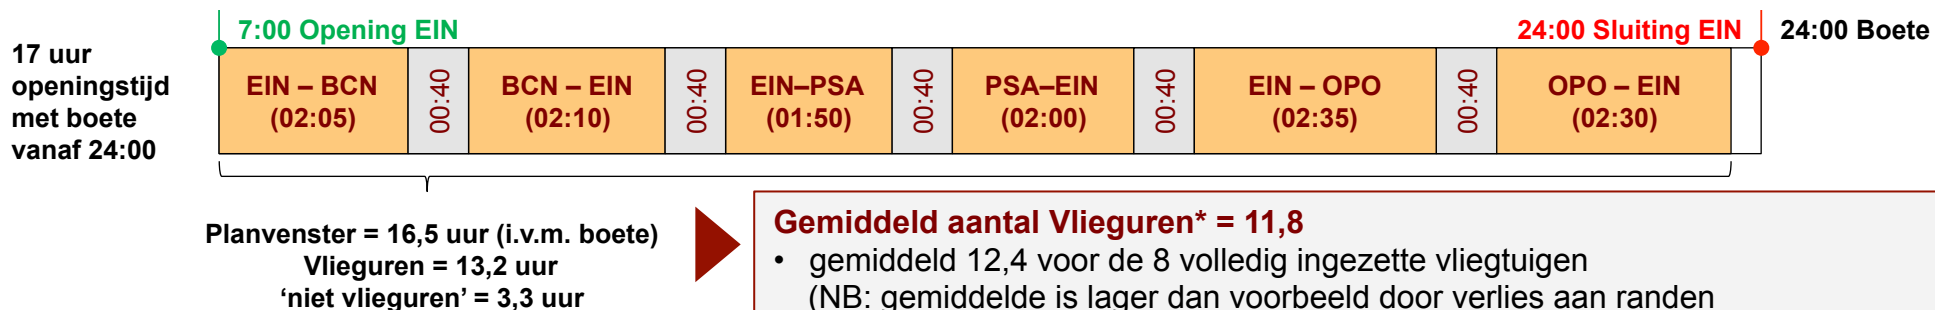 7:00 Opening EIN
24:00 Sluiting EIN
24:00 Boete
17 uur
openingstijd
met boete
vanaf 24:00
EIN – BCN
(02:05)
00:40
BCN – EIN
(02:10)
00:40
EIN–PSA
(01:50)
00:40
PSA–EIN
(02:00)
00:40
EIN – OPO
(02:35)
00:40
OPO – EIN
(02:30)
Planvenster = 16,5 uur (i.v.m. boete)
Vlieguren = 13,2 uur
‘niet vlieguren’ = 3,3 uur
Gemiddeld aantal Vlieguren* = 11,8
• gemiddeld 12,4 voor de 8 volledig ingezette vliegtuigen
(NB: gemiddelde is lager dan voorbeeld door verlies aan randen